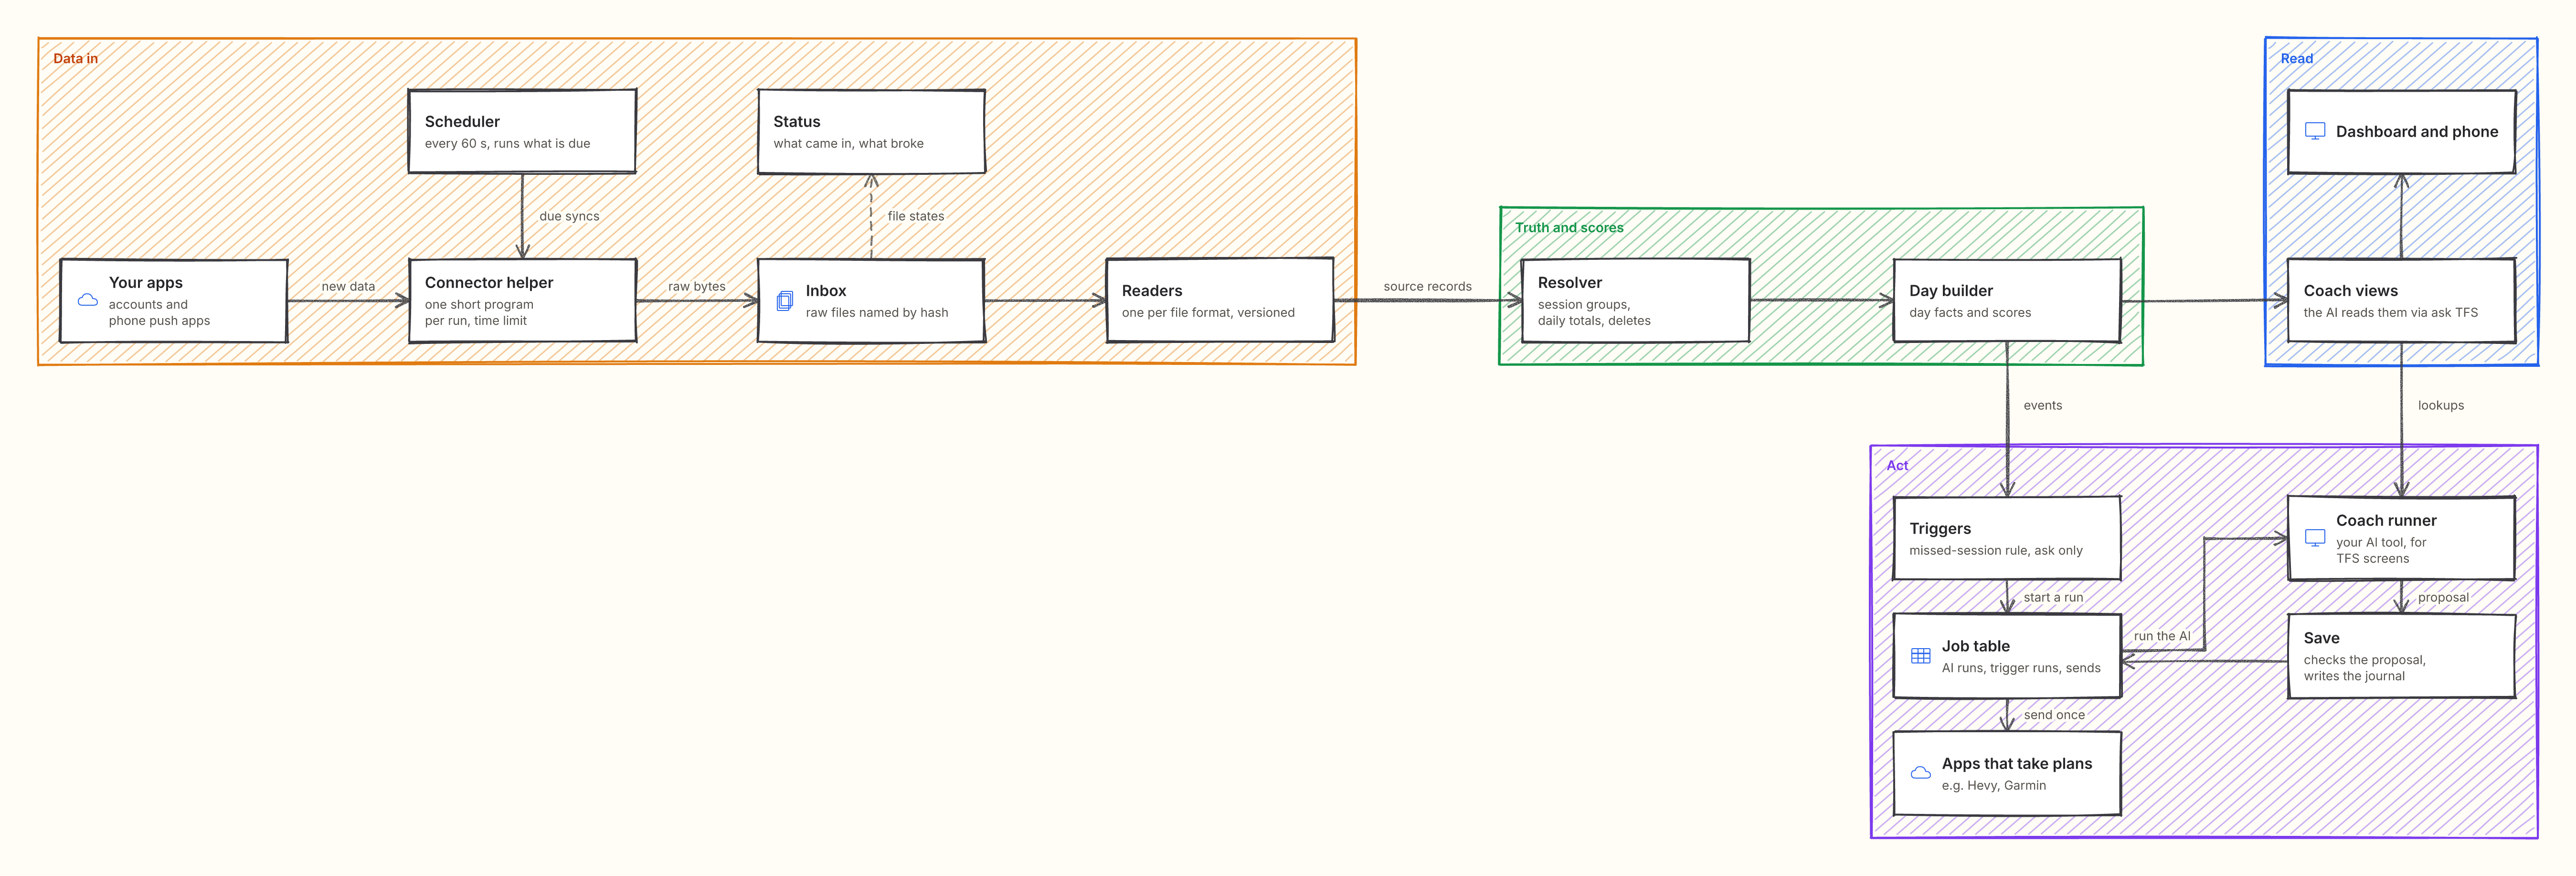 Data in
Scheduler
every 60 s, runs what is due
Status
what came in, what broke
due syncs
file states
Your apps
accounts and
phone push apps
new data
Connector helper
one short program
per run, time limit
raw bytes
Inbox
raw files named by hash
Readers
one per file format, versioned
source records
Truth and scores
Resolver
session groups,
daily totals, deletes
Day builder
day facts and scores
Read
Dashboard and phone
Coach views
the AI reads them via ask TFS
events
lookups
Act
Triggers
missed-session rule, ask only
Coach runner
your AI tool, for
TFS screens
start a run
proposal
Job table
AI runs, trigger runs, sends
run the AI
Save
checks the proposal,
writes the journal
send once
Apps that take plans
e.g. Hevy, Garmin